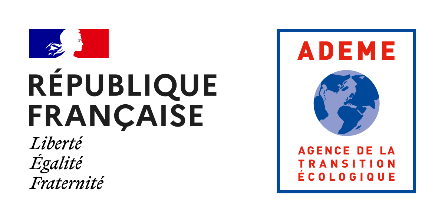 RÉPUBLIQUE
FRANÇAISE
Liberté
Égalité
Fraternité
ADEME
AGENCE DE LA
TRANSITION
ÉCOLOGIQUE